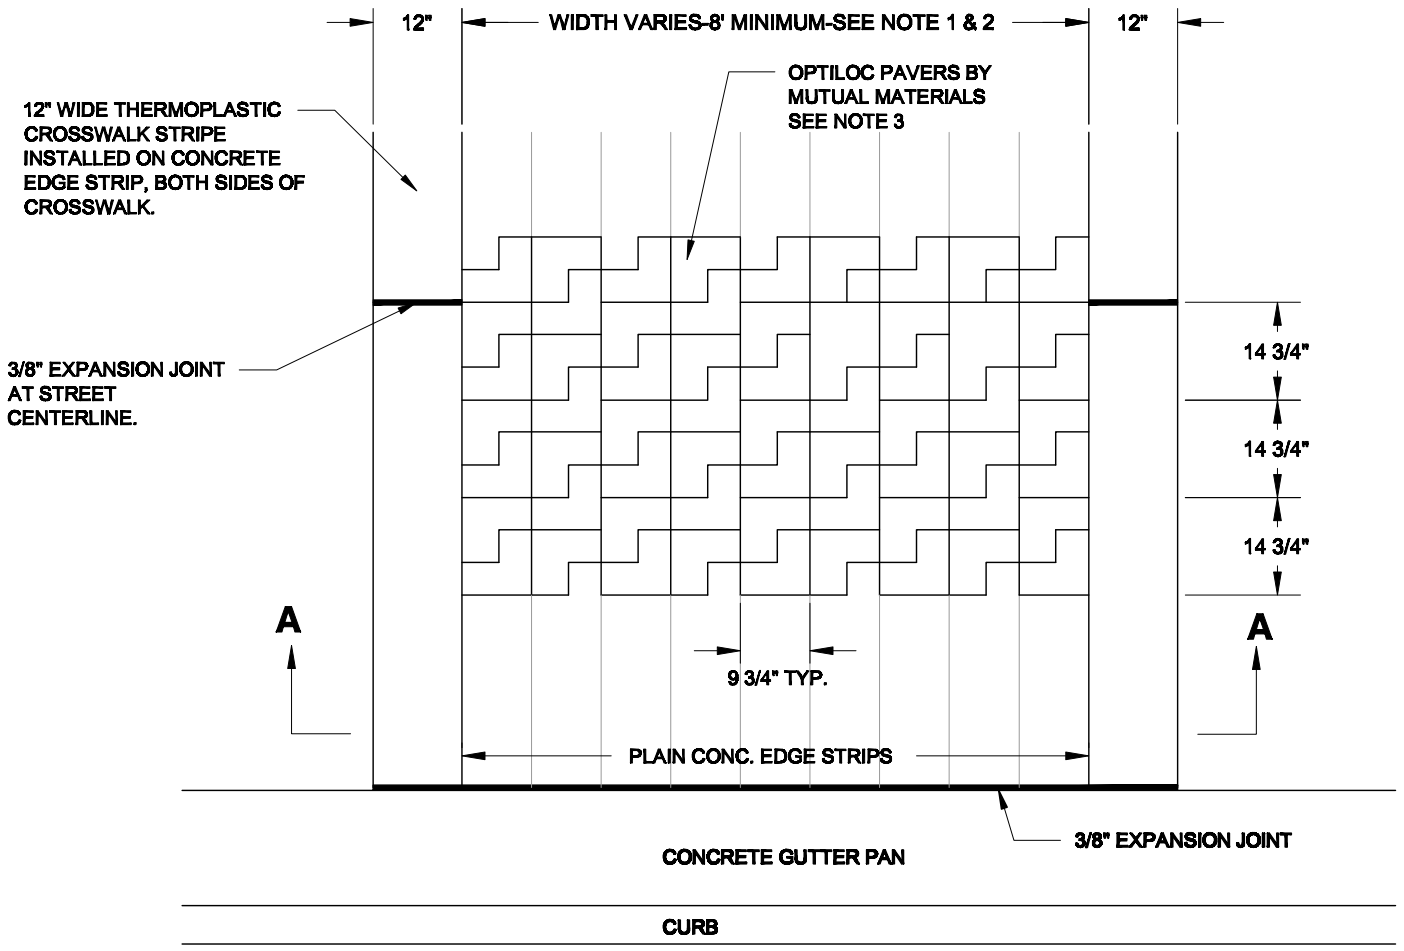 12" WIDTH VARIES-8' MINIMUM-SEE NOTE 1 & 2 12"
OPTILOC PAVERS BY
MUTUAL MATERIALS
SEE NOTE 3
12" WIDE THERMOPLASTIC
CROSSWALK STRIPE
INSTALLED ON CONCRETE
EDGE STRIP, BOTH SIDES OF
CROSSWALK.
3/8" EXPANSION JOINT
AT STREET
CENTERLINE.
14 3/4"
14 3/4"
14 3/4"
A A
9 3/4" TYP.
PLAIN CONC. EDGE STRIPS
3/8" EXPANSION JOINT
CONCRETE GUTTER PAN
CURB